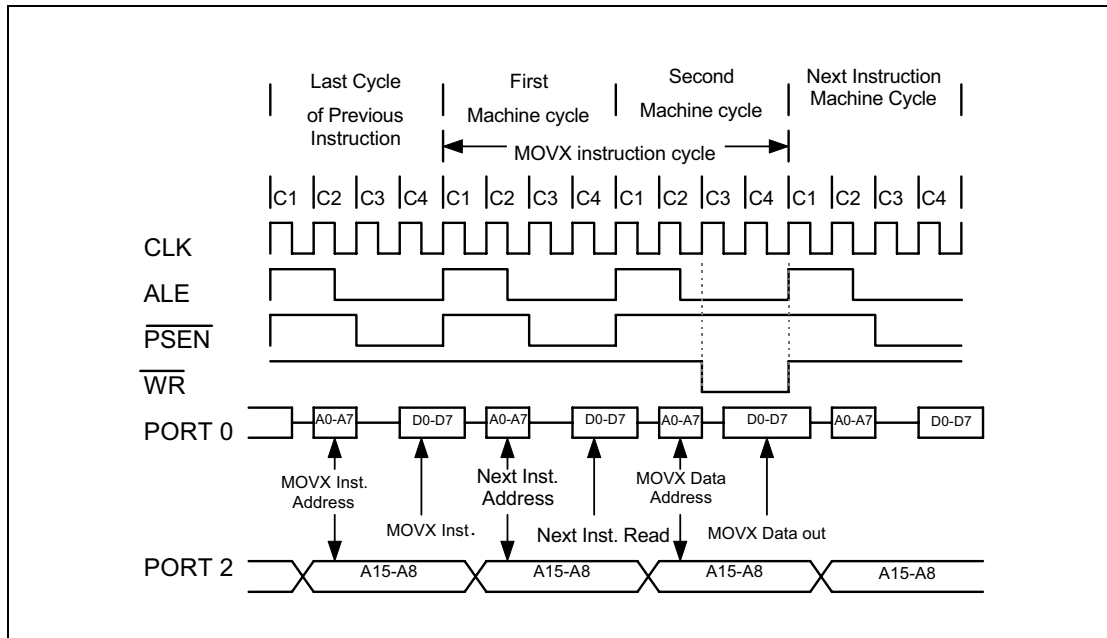 Last Cycle
of Previous
Instruction
First
Machine cycle
Second
Machine cycle
Next Instruction
Machine Cycle
MOVX instruction cycle
C1 C2 C3 C4 C1 C2 C3 C4 C1 C2 C3 C4 C1 C2 C3 C4
CLK
ALE
PSEN
WR
PORT 0
A0-A7 D0-D7 A0-A7 D0-D7 A0-A7 D0-D7 A0-A7 D0-D7
MOVX Inst.
Address
MOVX Inst.
Next Inst.
Address
Next Inst. Read
MOVX Data
Address
MOVX Data out
PORT 2
A15-A8 A15-A8 A15-A8 A15-A8